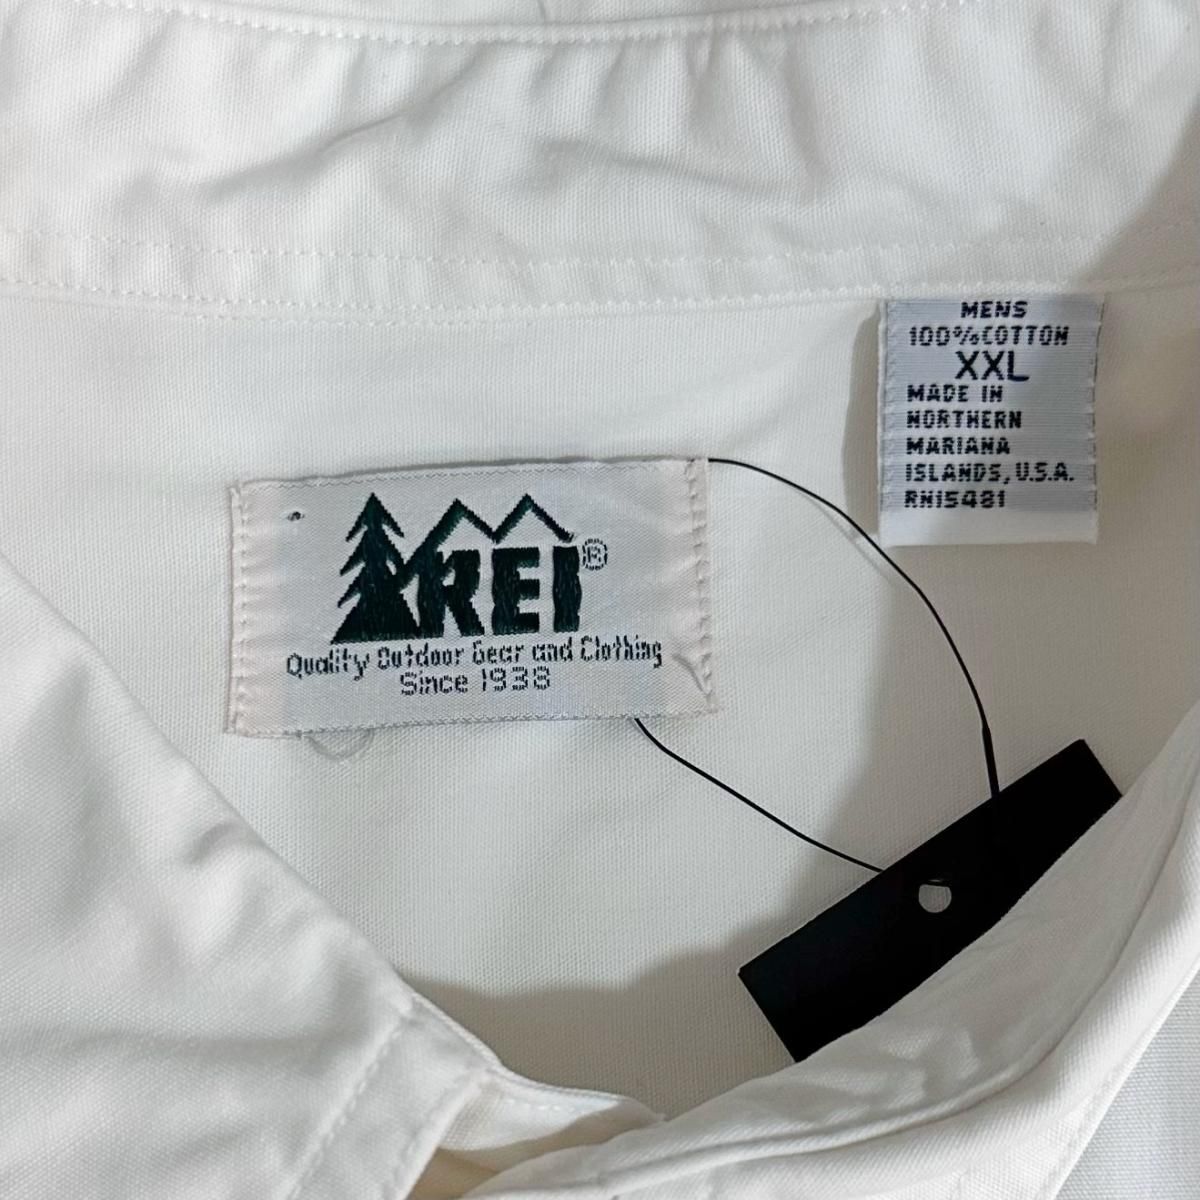 MENS
100% COTTON
XXL
MADE IN
NORTHERN
MARIANA
ISLANDS, U.S.A.
RN15481
REI®
Quality Outdoor Gear and Clothing
Since 1938